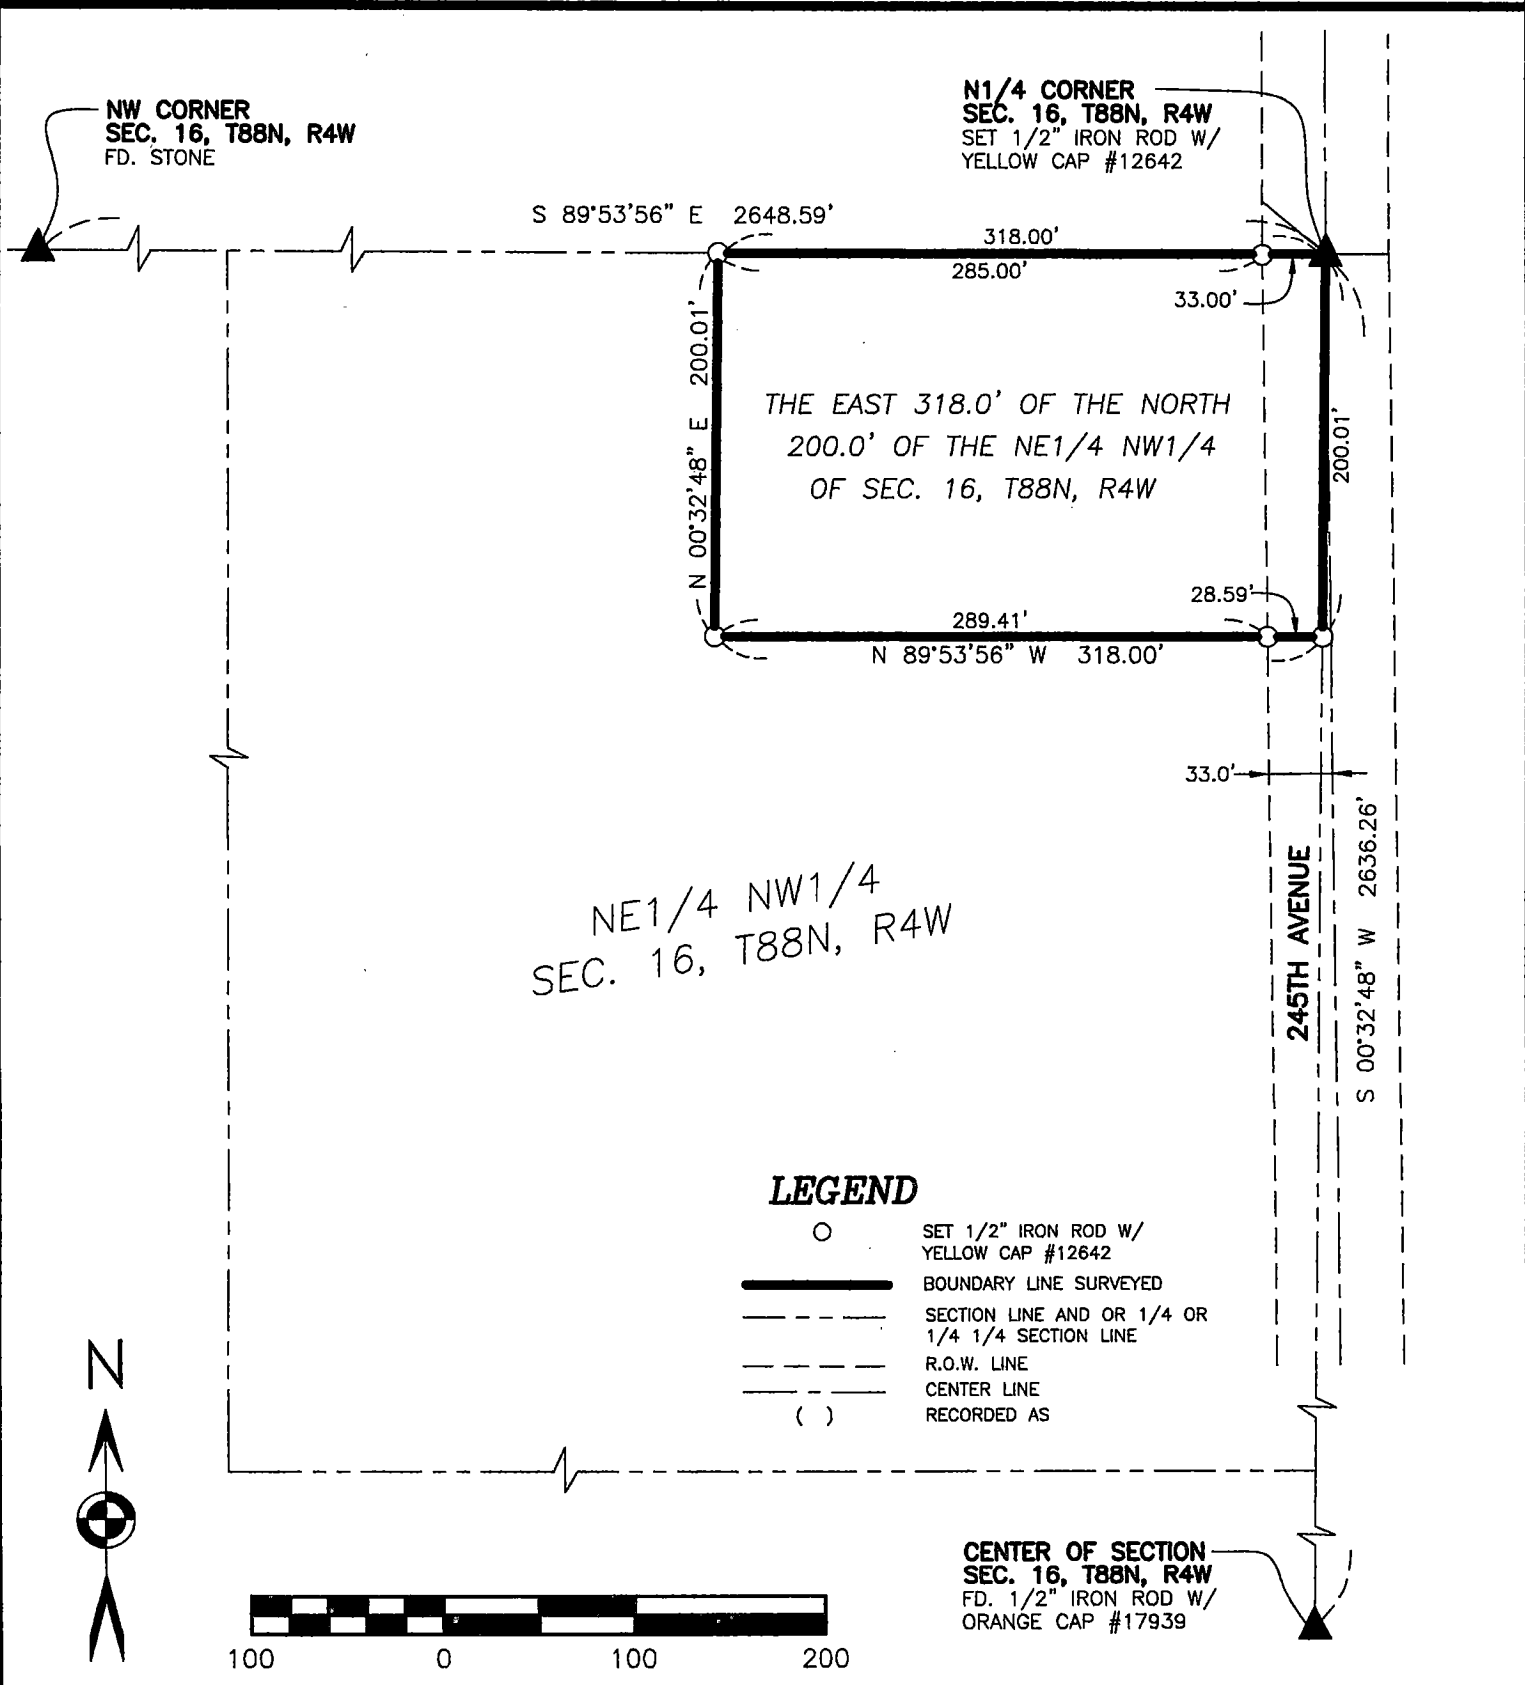 NW CORNER
SEC. 16, T88N, R4W
FD. STONE
N1/4 CORNER
SEC. 16, T88N, R4W
SET 1/2" IRON ROD W/
YELLOW CAP #12642
S 89°53'56" E 2648.59'
318.00'
285.00'
33.00'
N 00°32'48" E 200.01'
THE EAST 318.0' OF THE NORTH
200.0' OF THE NE1/4 NW1/4
OF SEC. 16, T88N, R4W
200.01'
28.59'
289.41'
N 89°53'56" W 318.00'
33.0'
245TH AVENUE
S 00°32'48" W 2636.26'
NE1/4 NW1/4
SEC. 16, T88N, R4W
LEGEND
SET 1/2" IRON ROD W/
YELLOW CAP #12642
BOUNDARY LINE SURVEYED
SECTION LINE AND OR 1/4 OR
1/4 1/4 SECTION LINE
R.O.W. LINE
CENTER LINE
( ) RECORDED AS
N
CENTER OF SECTION
SEC. 16, T88N, R4W
FD. 1/2" IRON ROD W/
ORANGE CAP #17939
100 0 100 200